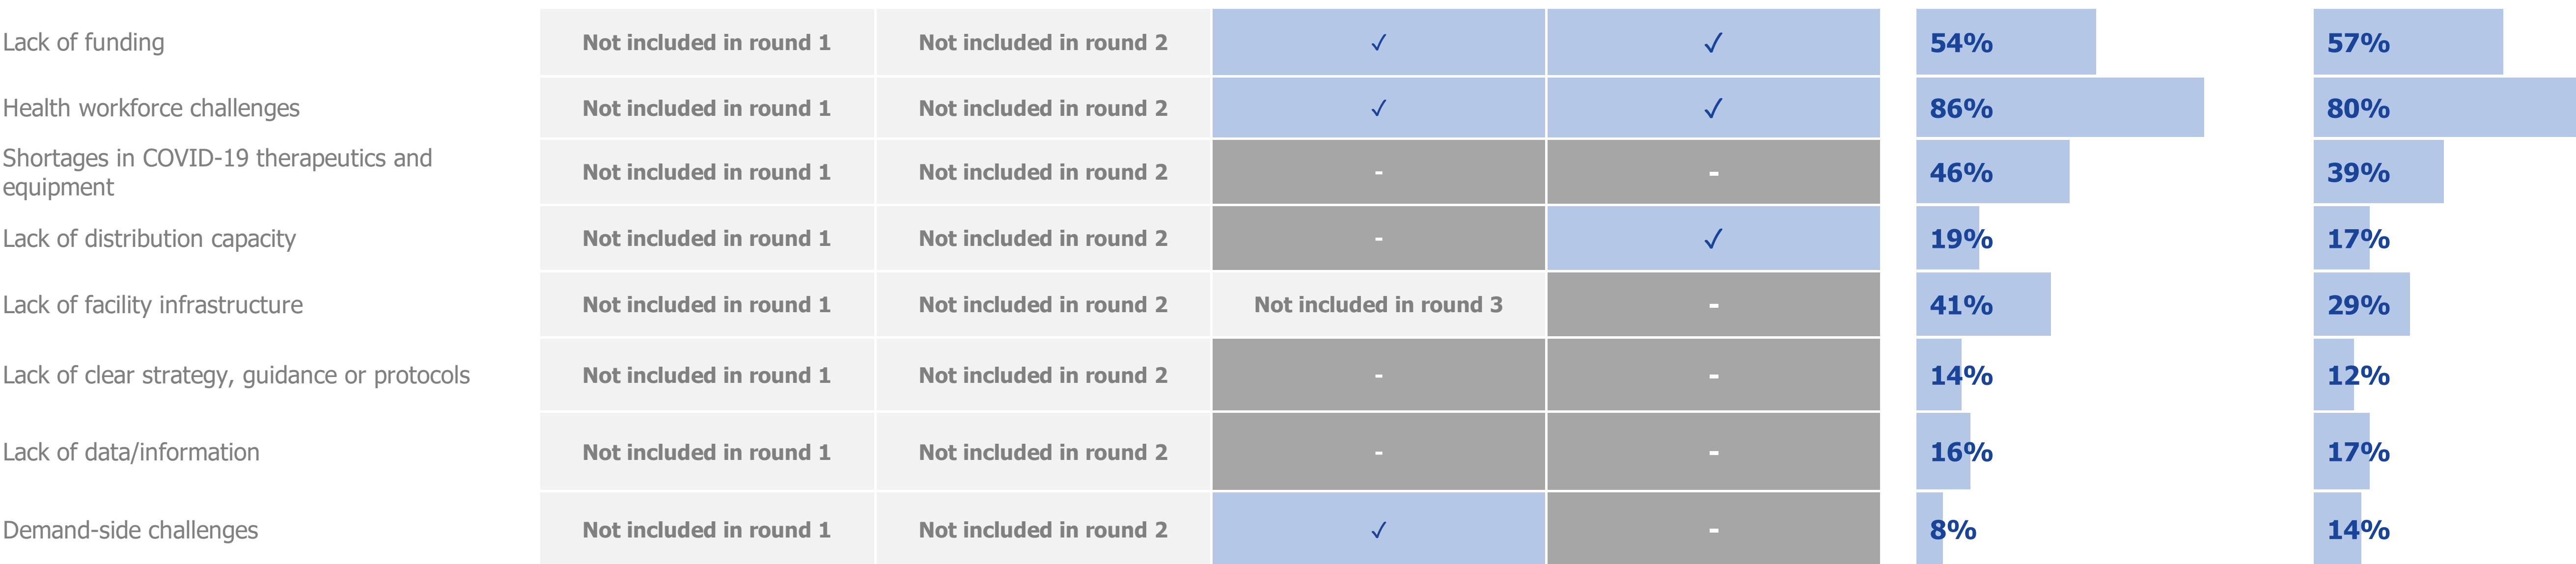 Lack of funding Not included in round 1 Not included in round 2 ✓ ✓ 54% 57%
Health workforce challenges Not included in round 1 Not included in round 2 ✓ ✓ 86% 80%
Shortages in COVID-19 therapeutics and
equipment Not included in round 1 Not included in round 2 - - 46% 39%
Lack of distribution capacity Not included in round 1 Not included in round 2 - ✓ 19% 17%
Lack of facility infrastructure Not included in round 1 Not included in round 2 Not included in round 3 - 41% 29%
Lack of clear strategy, guidance or protocols Not included in round 1 Not included in round 2 - - 14% 12%
Lack of data/information Not included in round 1 Not included in round 2 - - 16% 17%
Demand-side challenges Not included in round 1 Not included in round 2 ✓ - 8% 14%